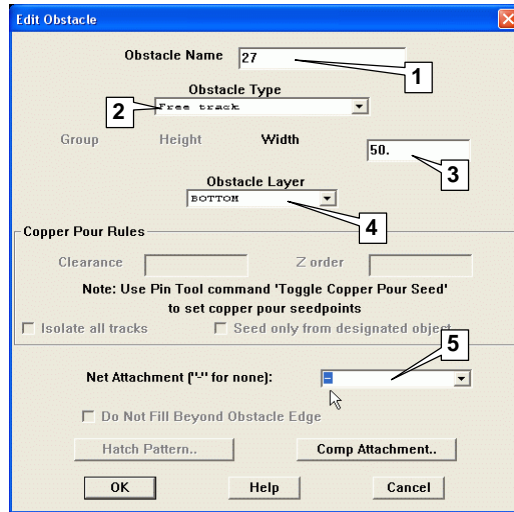 Edit Obstacle
Obstacle Name 27
1
Obstacle Type
2
Free track
Group Height Width 50.
3
Obstacle Layer
BOTTOM
4
Copper Pour Rules
Clearance Z order
Note: Use Pin Tool command 'Toggle Copper Pour Seed'
to set copper pour seedpoints
Isolate all tracks Seed only from designated object
5
Net Attachment ("-" for none): -
Do Not Fill Beyond Obstacle Edge
Hatch Pattern.. Comp Attachment..
OK Help Cancel